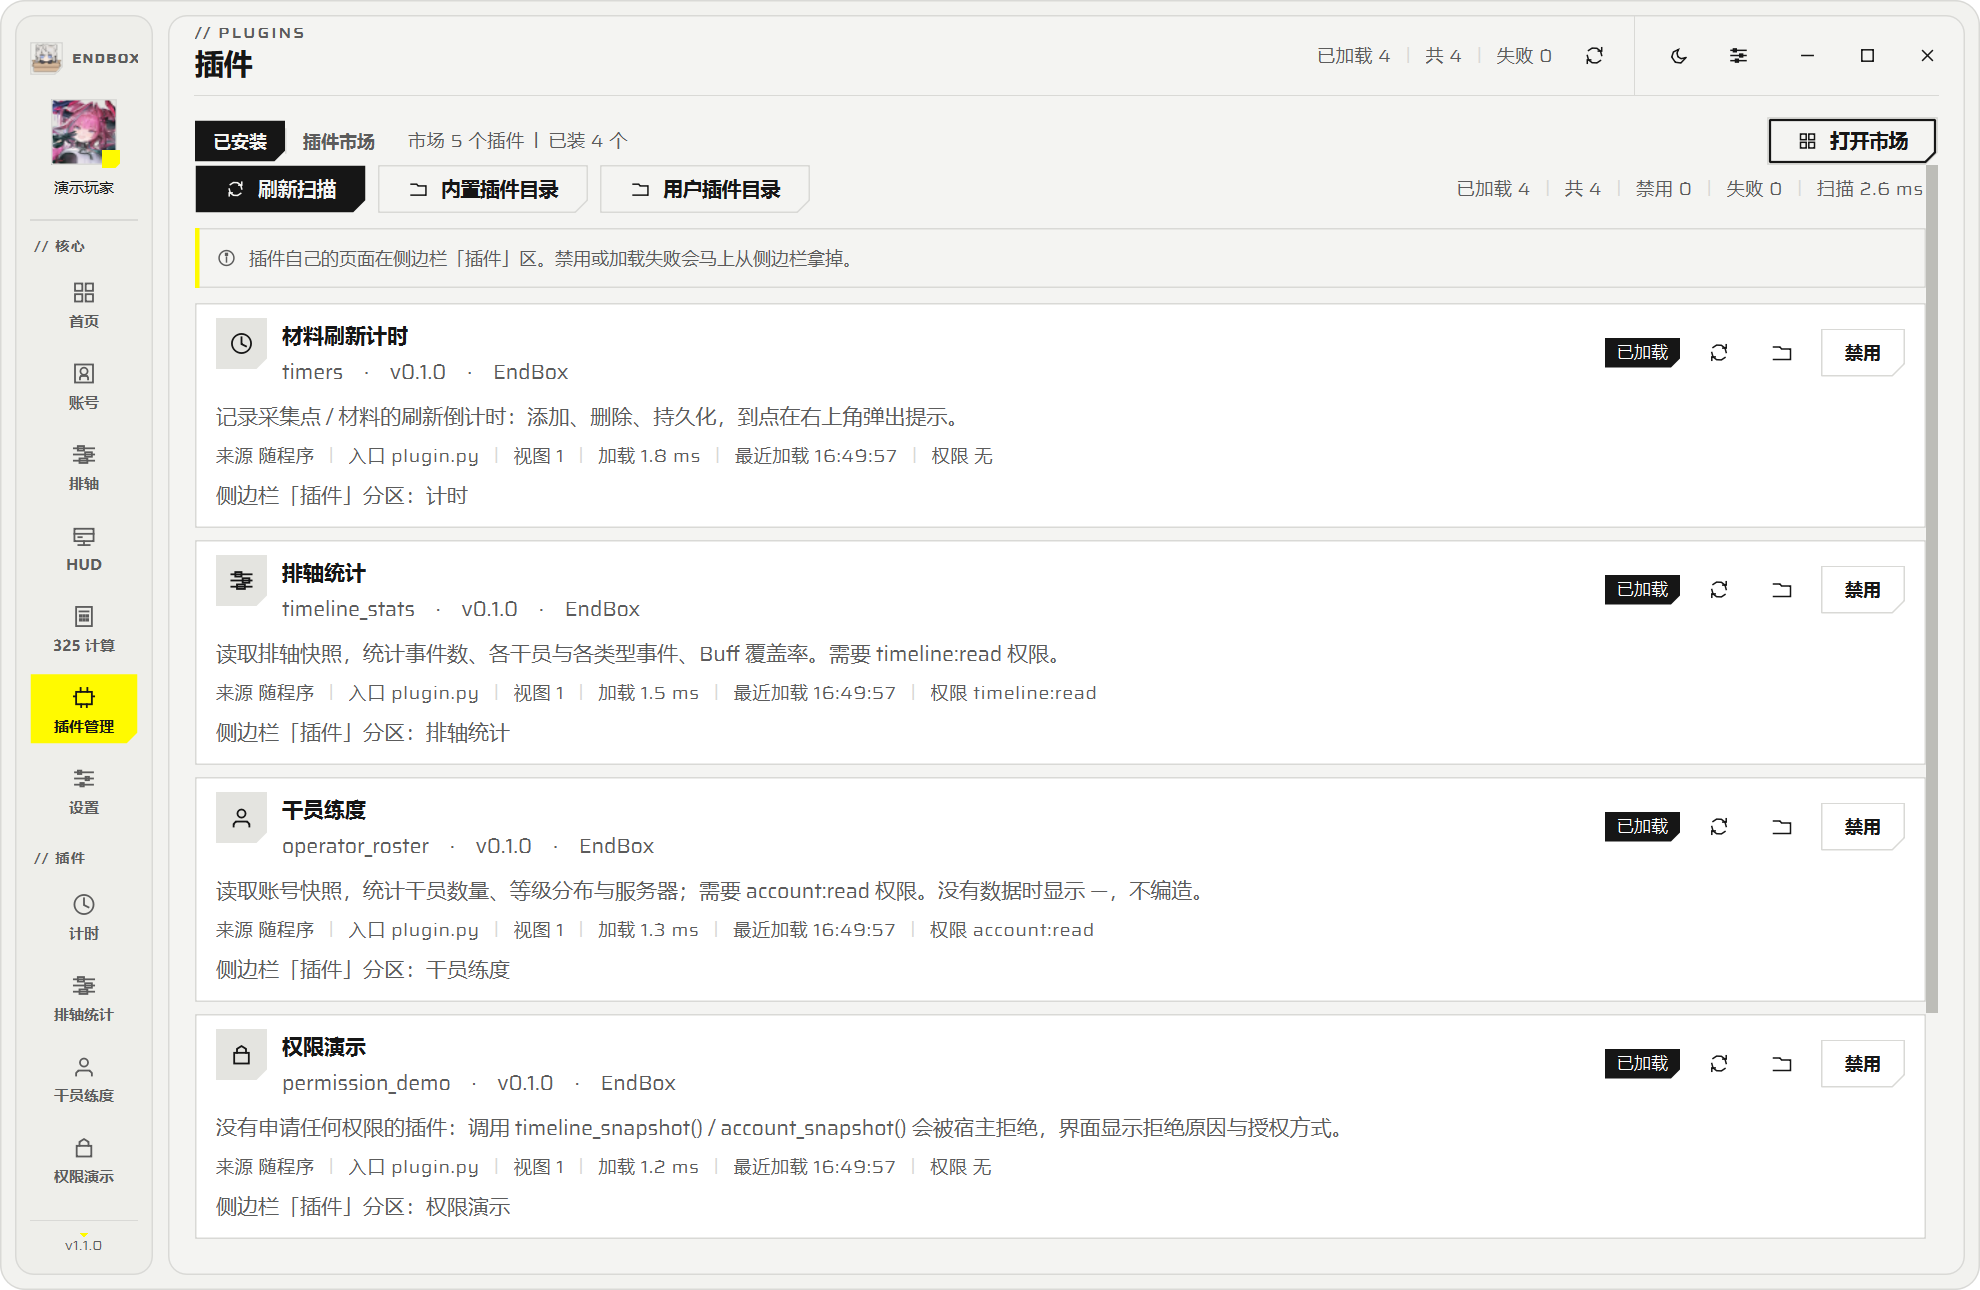 ENDBOX
演示玩家
// 核心
首页
账号
排轴
HUD
325 计算
插件管理
设置
// 插件
计时
排轴统计
干员练度
权限演示
v1.1.0
// PLUGINS
插件
已加载 4 | 共 4 | 失败 0
已安装 插件市场 市场 5 个插件 | 已装 4 个 打开市场
刷新扫描 内置插件目录 用户插件目录 已加载 4 | 共 4 | 禁用 0 | 失败 0 | 扫描 2.6 ms
插件自己的页面在侧边栏「插件」区。禁用或加载失败会马上从侧边栏拿掉。
材料刷新计时
timers · v0.1.0 · EndBox
已加载 禁用
记录采集点 / 材料的刷新倒计时：添加、删除、持久化，到点在右上角弹出提示。
来源 随程序 | 入口 plugin.py | 视图 1 | 加载 1.8 ms | 最近加载 16:49:57 | 权限 无
侧边栏「插件」分区：计时
排轴统计
timeline_stats · v0.1.0 · EndBox
已加载 禁用
读取排轴快照，统计事件数、各干员与各类型事件、Buff 覆盖率。需要 timeline:read 权限。
来源 随程序 | 入口 plugin.py | 视图 1 | 加载 1.5 ms | 最近加载 16:49:57 | 权限 timeline:read
侧边栏「插件」分区：排轴统计
干员练度
operator_roster · v0.1.0 · EndBox
已加载 禁用
读取账号快照，统计干员数量、等级分布与服务器；需要 account:read 权限。没有数据时显示 —，不编造。
来源 随程序 | 入口 plugin.py | 视图 1 | 加载 1.3 ms | 最近加载 16:49:57 | 权限 account:read
侧边栏「插件」分区：干员练度
权限演示
permission_demo · v0.1.0 · EndBox
已加载 禁用
没有申请任何权限的插件：调用 timeline_snapshot() / account_snapshot() 会被宿主拒绝，界面显示拒绝原因与授权方式。
来源 随程序 | 入口 plugin.py | 视图 1 | 加载 1.2 ms | 最近加载 16:49:57 | 权限 无
侧边栏「插件」分区：权限演示